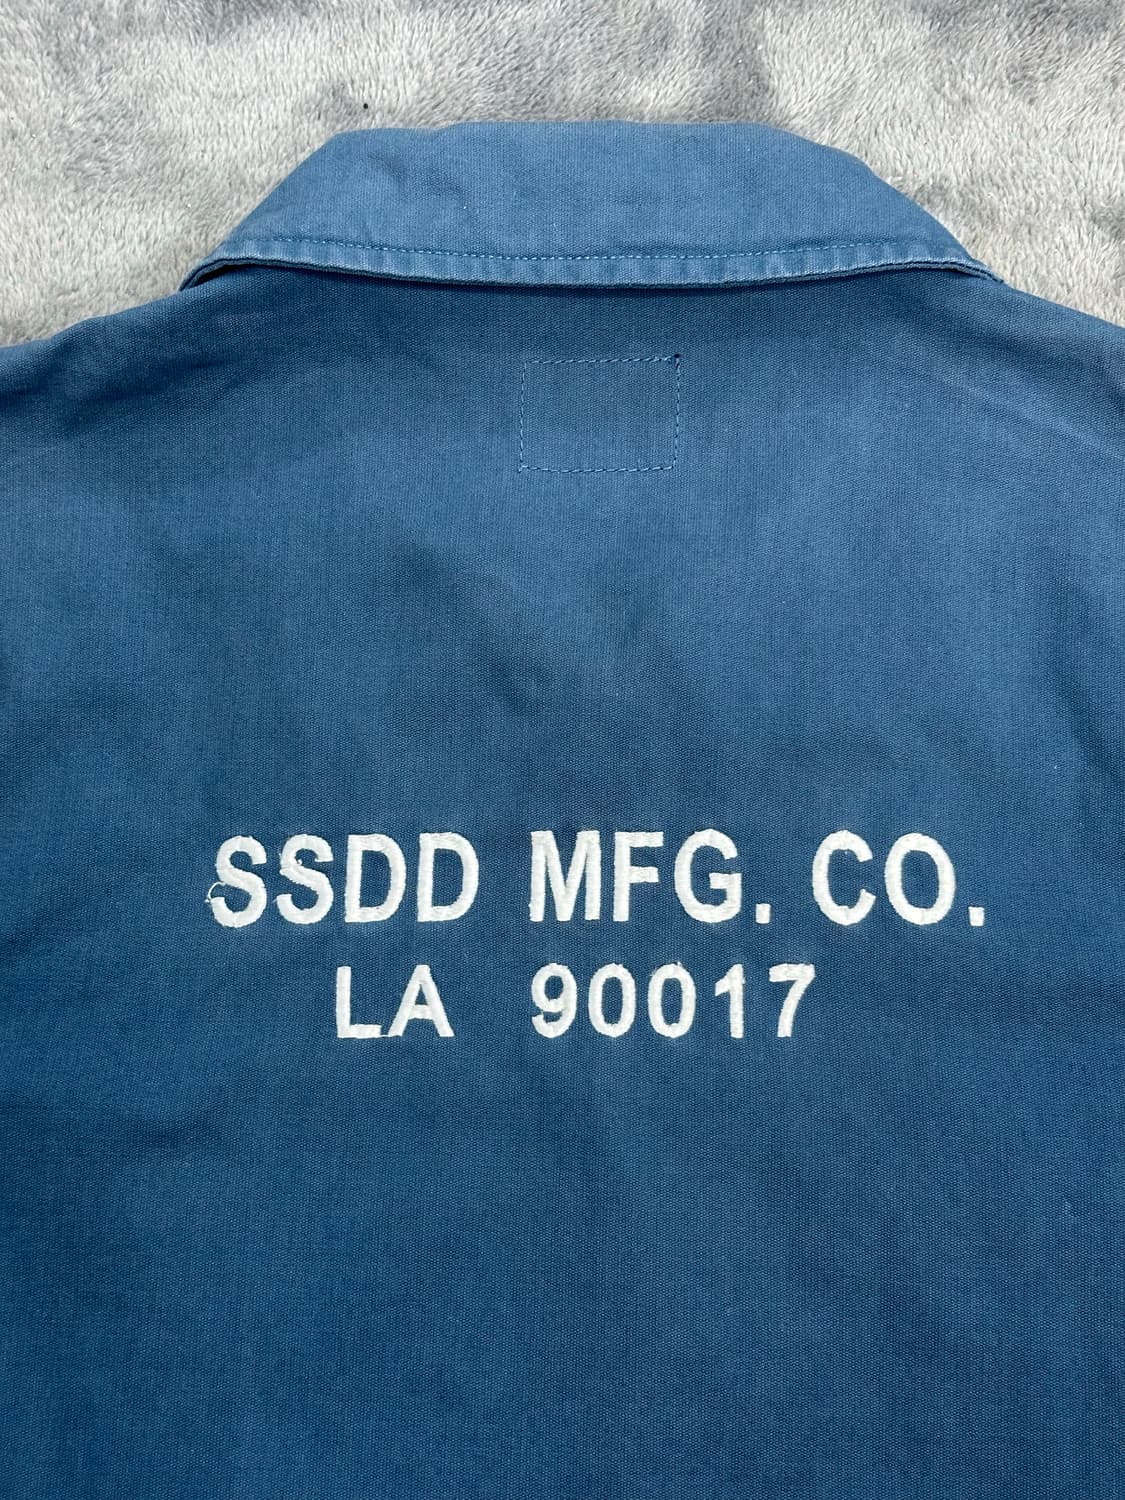 SSDD MFG. CO.
LA 90017